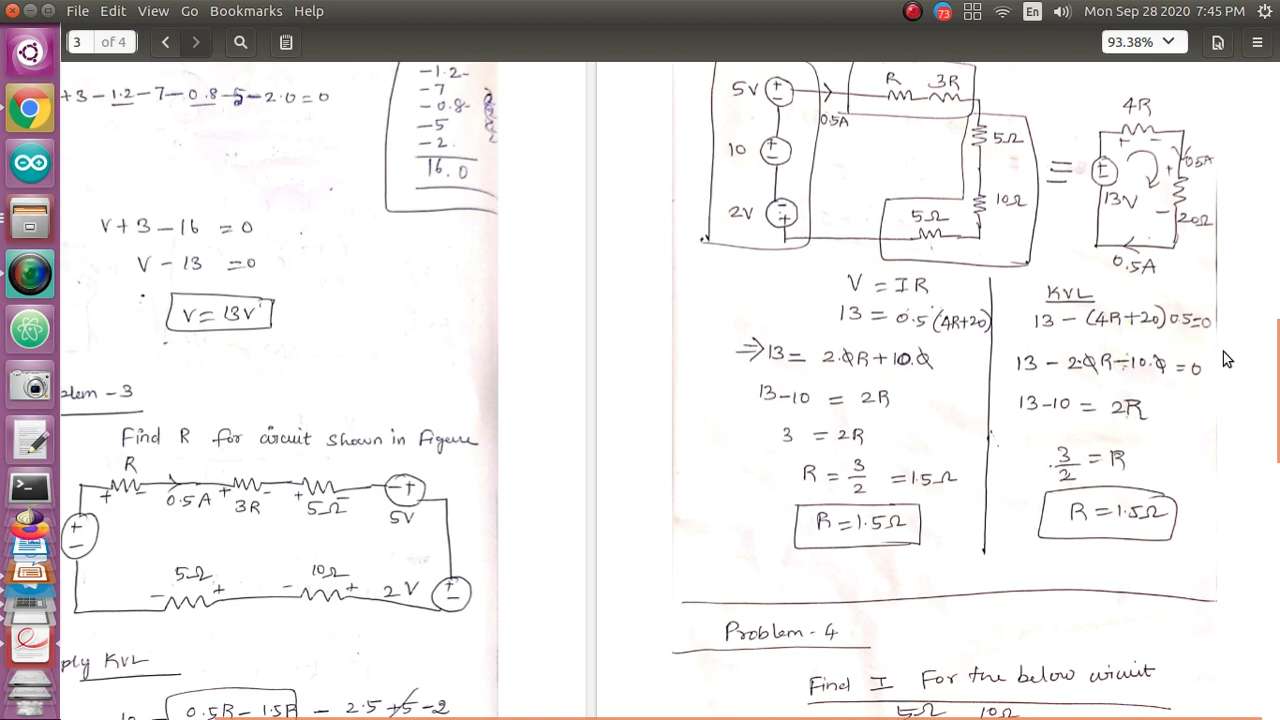 File Edit View Go Bookmarks Help
73
En
Mon Sep 28 2020 7:45 PM
3 of 4
93.38%
+3 - 1.2 - 7 - 0.8 - 5 - 2.0 = 0
-1.2
-7
-0.8
-5
-2.
16.0
V + 3 - 16 = 0
V - 13 = 0
V = 13V
blem - 3
Find R for circuit shown in Figure
R
0.5A
3R
5Ω
5V
5Ω
10Ω
2V
ply KVL
0.5R - 1.5R - 2.5 +5 - 2
5V
0.5A
R 3R
5Ω
10
10Ω
2V
5Ω
≡
4R
0.5A
13V
20Ω
0.5A
V = IR
13 = 0.5 (4R+20)
⇒ 13 = 2.0R + 10.0
13-10 = 2R
3 = 2R
R = 3/2 = 1.5Ω
R = 1.5Ω
KVL
13 - (4R+20) 0.5=0
13 - 2.0R - 10.0 = 0
13-10 = 2R
3/2 = R
R = 1.5Ω
Problem - 4
Find I For the below circuit
5Ω 10Ω